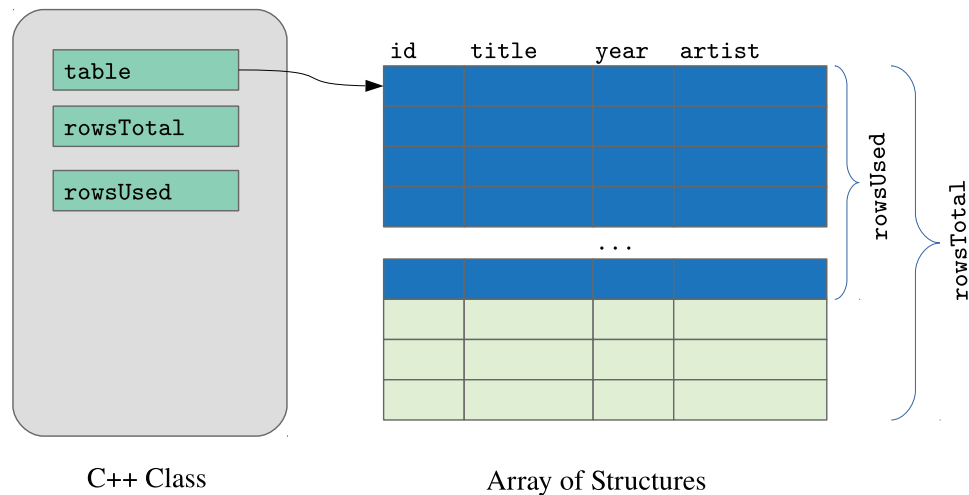 table
rowsTotal
rowsUsed
id title year artist
...
rowsUsed
rowsTotal
C++ Class
Array of Structures